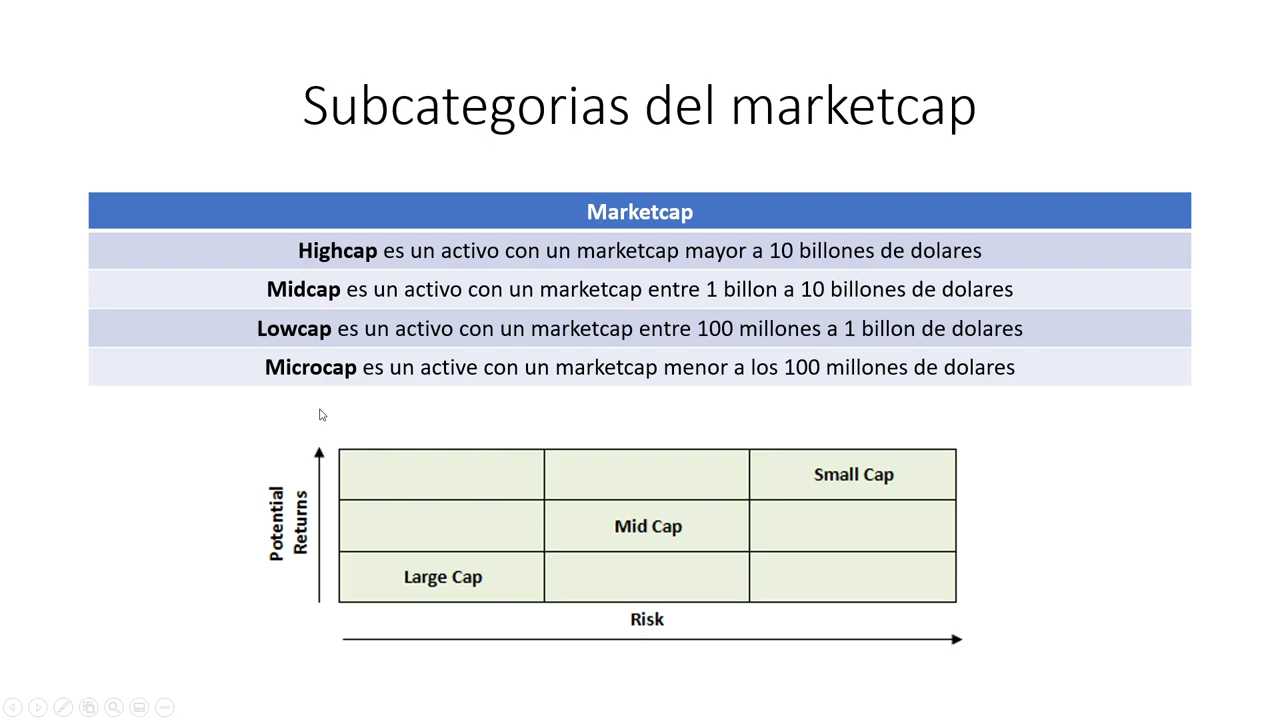 Subcategorias del marketcap
Marketcap
Highcap es un activo con un marketcap mayor a 10 billones de dolares
Midcap es un activo con un marketcap entre 1 billon a 10 billones de dolares
Lowcap es un activo con un marketcap entre 100 millones a 1 billon de dolares
Microcap es un active con un marketcap menor a los 100 millones de dolares
Potential
Returns
Small Cap
Mid Cap
Large Cap
Risk